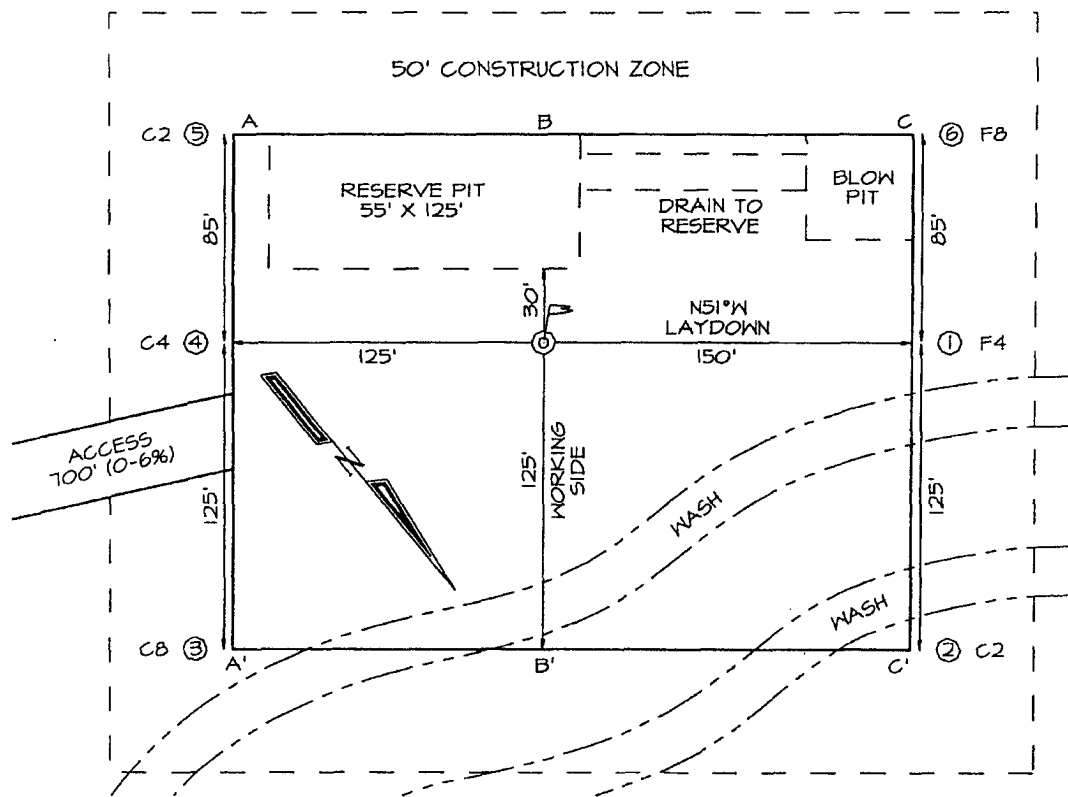 50' CONSTRUCTION ZONE
C2 ⑤ A B C ⑥ F8
RESERVE PIT
55' X 125'
BLOW
PIT
DRAIN TO
RESERVE
85'
85'
30'
N51°W
LAYDOWN
C4 ④ 125' 150' ① F4
ACCESS
700' (0-6%)
N
125'
125'
WORKING
SIDE
125'
WASH
WASH
C8 ③ A' B' C' ② C2